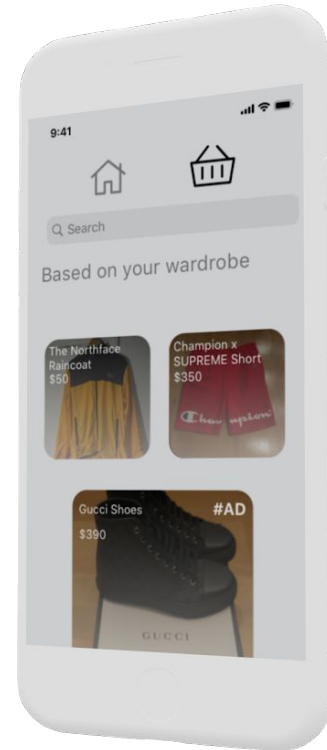 9:41
Search
Based on your wardrobe
The Northface
Raincoat
$50
Champion x
SUPREME Short
$350
Champion
Gucci Shoes
#AD
$390
GUCCI